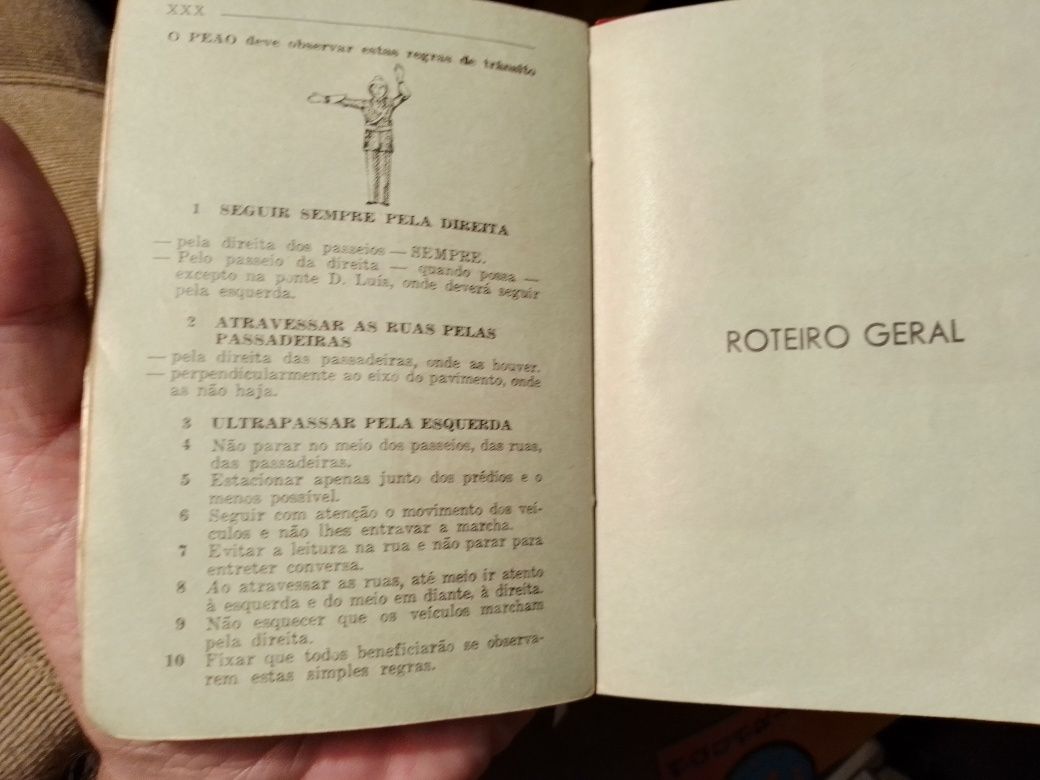 XXX
O PEAO deve observar estas regras de trânsito
1 SEGUIR SEMPRE PELA DIREITA
— pela direita dos passeios — SEMPRE.
— Pelo passeio da direita — quando possa —
excepto na ponte D. Luís, onde deverá seguir
pela esquerda.
2 ATRAVESSAR AS RUAS PELAS
PASSADEIRAS
— pela direita das passadeiras, onde as houver.
— perpendicularmente ao eixo do pavimento, onde
as não haja.
3 ULTRAPASSAR PELA ESQUERDA
4 Não parar no meio dos passeios, das ruas,
das passadeiras.
5 Estacionar apenas junto dos prédios e o
menos possível.
6 Seguir com atenção o movimento dos veí-
culos e não lhes entravar a marcha.
7 Evitar a leitura na rua e não parar para
entreter conversa.
8 Ao atravessar as ruas, até meio ir atento
à esquerda e do meio em diante, à direita.
9 Não esquecer que os veículos marcham
pela direita.
10 Fixar que todos beneficiarão se observa-
rem estas simples regras.
ROTEIRO GERAL